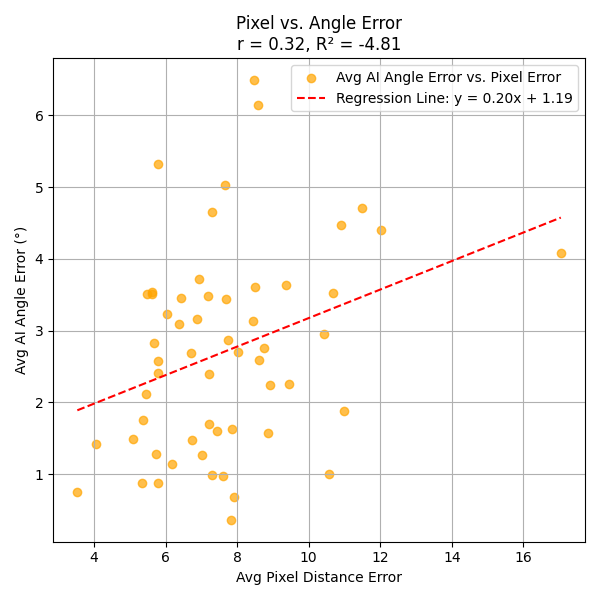 Pixel vs. Angle Error
r = 0.32, R² = -4.81
Avg AI Angle Error vs. Pixel Error
Regression Line: y = 0.20x + 1.19
Avg AI Angle Error (°)
6
5
4
3
2
1
4 6 8 10 12 14 16
Avg Pixel Distance Error